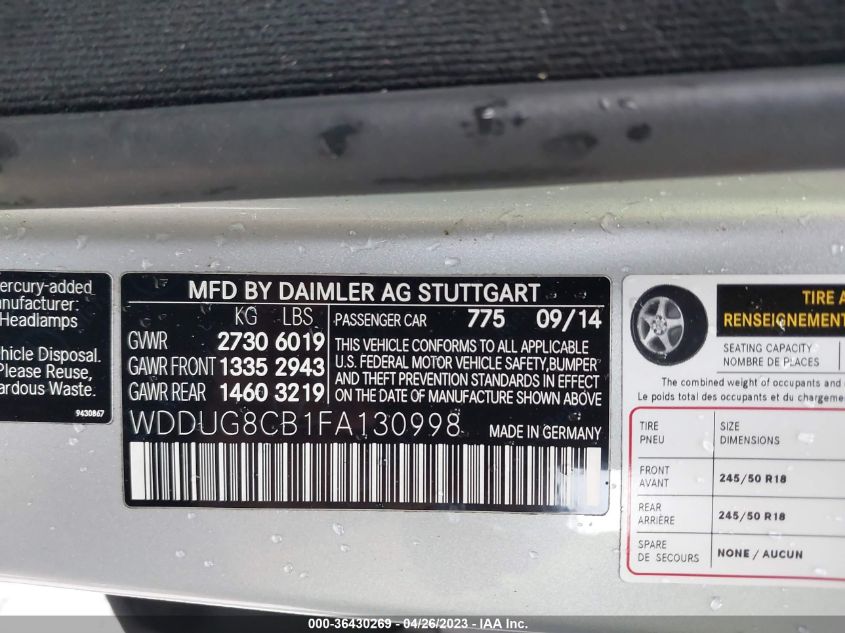 ercury-added
anufacturer:
Headlamps
hicle Disposal.
Please Reuse,
ardous Waste.
9430867
MFD BY DAIMLER AG STUTTGART
KG LBS
GVWR 2730 6019
GAWR FRONT 1335 2943
GAWR REAR 1460 3219
PASSENGER CAR 775 09/14
THIS VEHICLE CONFORMS TO ALL APPLICABLE
U.S. FEDERAL MOTOR VEHICLE SAFETY, BUMPER
AND THEFT PREVENTION STANDARDS IN EFFECT
ON THE DATE OF MANUFACTURE SHOWN ABOVE
WDDUG8CB1FA130998 MADE IN GERMANY
TIRE A
RENSEIGNEMENT
SEATING CAPACITY
NOMBRE DE PLACES
The combined weight of occupants and
Le poids total des occupants et du chargeme
TIRE SIZE
PNEU DIMENSIONS
FRONT
AVANT 245/50 R18
REAR
ARRIÈRE 245/50 R18
SPARE
DE SECOURS NONE / AUCUN
000-36430269 - 04/26/2023 - IAA Inc.